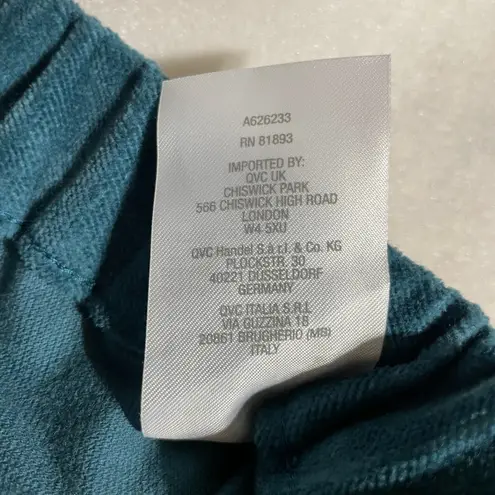 A626233
RN 81893
IMPORTED BY:
QVC UK
CHISWICK PARK
566 CHISWICK HIGH ROAD
LONDON
W4 5XU
QVC Handel S.à r.l. & Co. KG
PLOCKSTR. 30
40221 DÜSSELDORF
GERMANY
QVC ITALIA S.R.L
VIA GUZZINA 18
20861 BRUGHERIO (MB)
ITALY